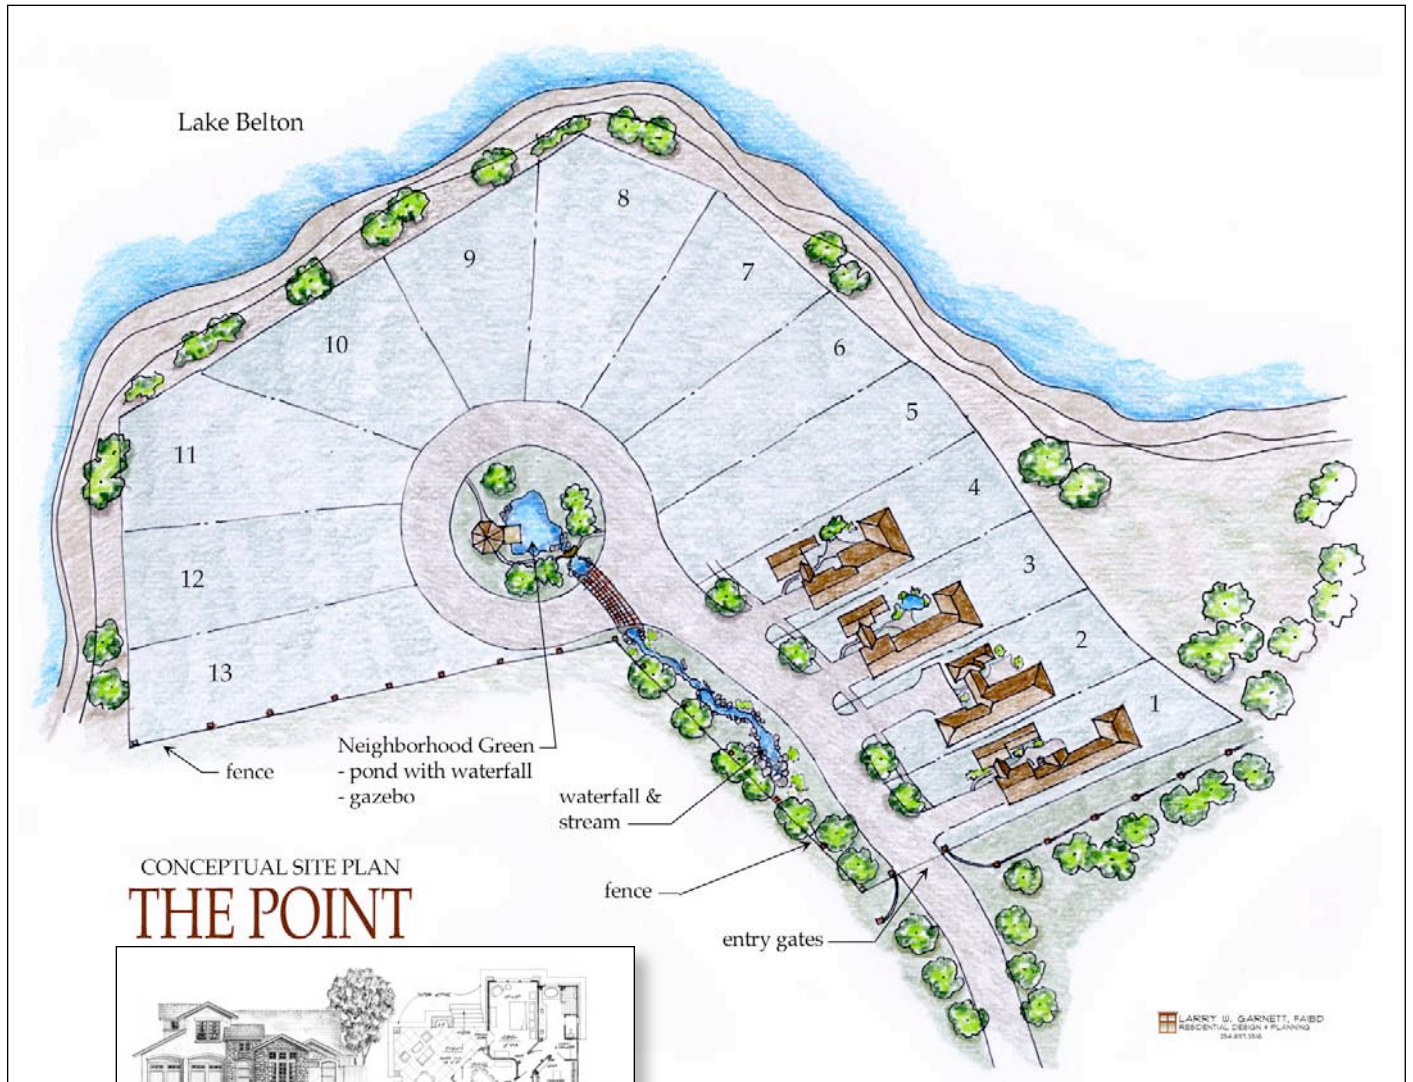 Lake Belton
8
9
7
10
6
5
11
4
3
12
2
13
1
Neighborhood Green
- pond with waterfall
- gazebo
fence
waterfall &
stream
CONCEPTUAL SITE PLAN
THE POINT
fence
entry gates
LARRY W. GARNETT, FAIBD
RESIDENTIAL DESIGN + PLANNING